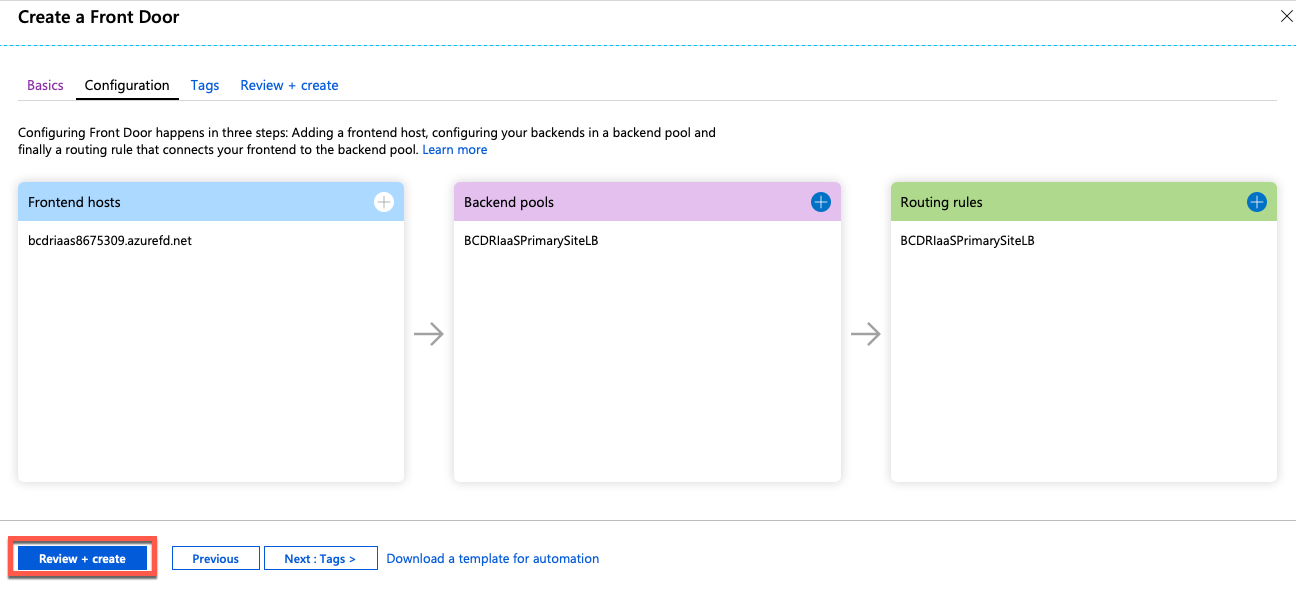 Create a Front Door
Basics
Configuration
Tags
Review + create
Configuring Front Door happens in three steps: Adding a frontend host, configuring your backends in a backend pool and
finally a routing rule that connects your frontend to the backend pool. Learn more
Frontend hosts
bcdriaas8675309.azurefd.net
Backend pools
BCDRIaaSPrimarySiteLB
Routing rules
BCDRIaaSPrimarySiteLB
Review + create
Previous
Next : Tags >
Download a template for automation